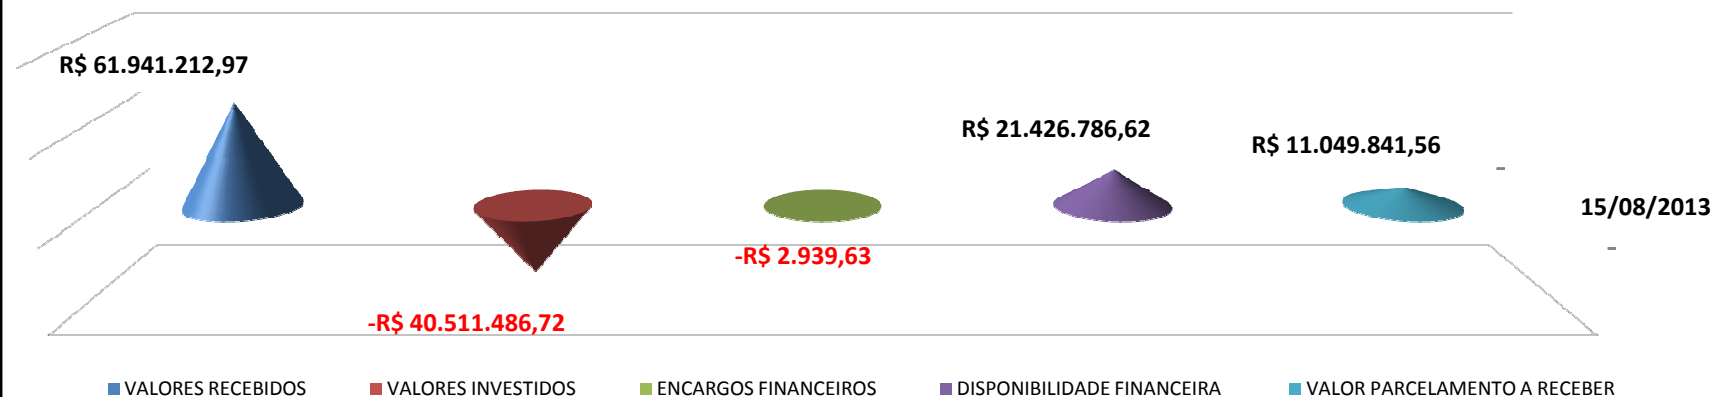 R$ 61.941.212,97
R$ 21.426.786,62
R$ 11.049.841,56
15/08/2013
-R$ 2.939,63
-R$ 40.511.486,72
VALORES RECEBIDOS
VALORES INVESTIDOS
ENCARGOS FINANCEIROS
DISPONIBILIDADE FINANCEIRA
VALOR PARCELAMENTO A RECEBER